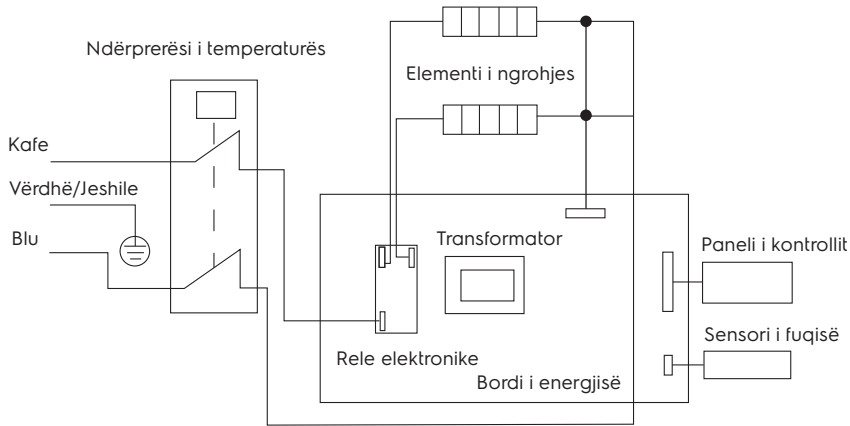 Ndërprerësi i temperaturës
Elementi i ngrohjes
Kafe
Vërdhë/Jeshile
Blu
Transformator
Paneli i kontrollit
Sensori i fuqisë
Rele elektronike
Bordi i energjisë